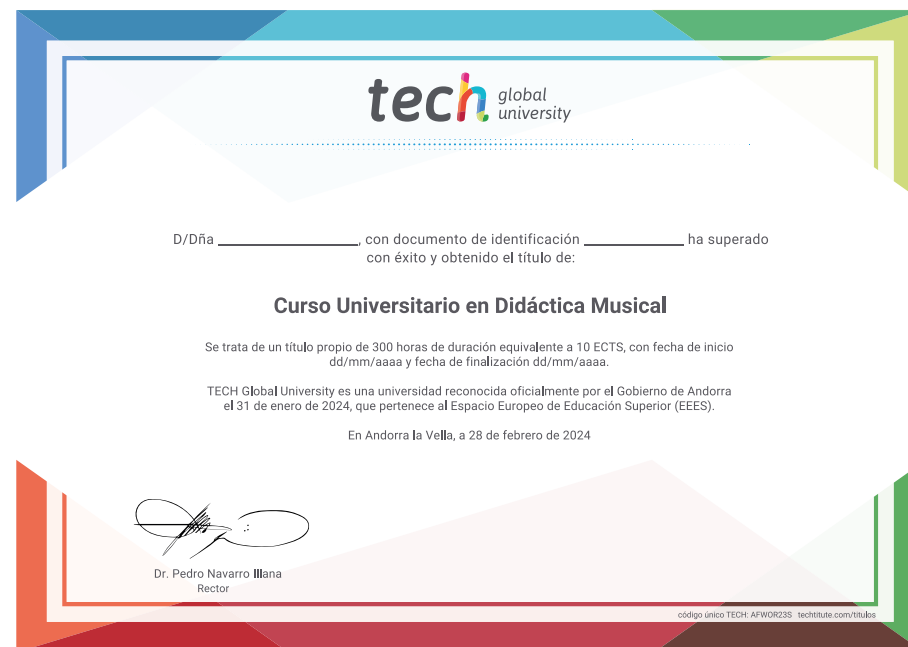 tech global university
D/Dña ______________, con documento de identificación __________ ha superado
con éxito y obtenido el título de:
Curso Universitario en Didáctica Musical
Se trata de un título propio de 300 horas de duración equivalente a 10 ECTS, con fecha de inicio
dd/mm/aaaa y fecha de finalización dd/mm/aaaa.
TECH Global University es una universidad reconocida oficialmente por el Gobierno de Andorra
el 31 de enero de 2024, que pertenece al Espacio Europeo de Educación Superior (EEES).
En Andorra la Vella, a 28 de febrero de 2024
Dr. Pedro Navarro Illana
Rector
código único TECH: AFWOR23S techtitute.com/titulos